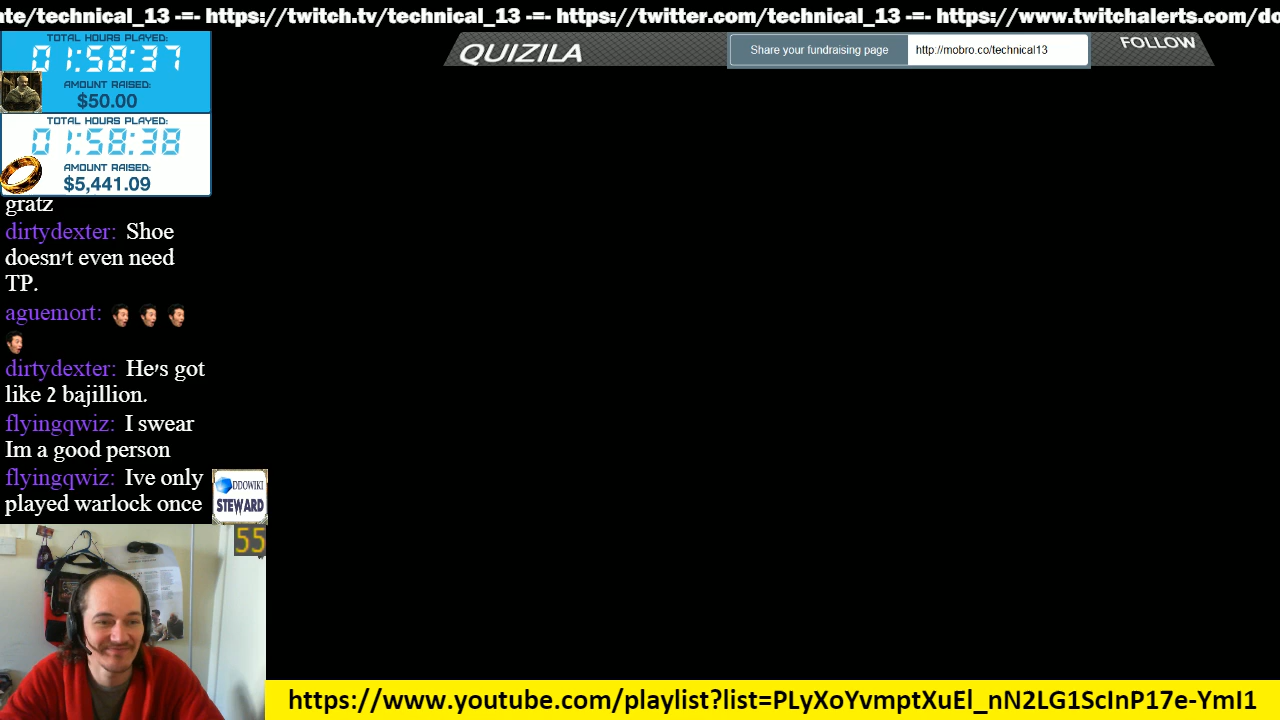 ate/technical_13 -=- https://twitch.tv/technical_13 -=- https://twitter.com/technical_13 -=- https://www.twitchalerts.com/do
TOTAL HOURS PLAYED:
01:58:37
AMOUNT RAISED:
$50.00
TOTAL HOURS PLAYED:
01:58:38
AMOUNT RAISED:
$5,441.09
QUIZILA
Share your fundraising page
http://mobro.co/technical13
FOLLOW
gratz
dirtydexter: Shoe
doesn't even need
TP.
aguemort:
dirtydexter: He's got
like 2 bajillion.
flyingqwiz: I swear
Im a good person
flyingqwiz: Ive only
played warlock once
DDOWIKI
STEWARD
55
https://www.youtube.com/playlist?list=PLyXoYvmptXuEl_nN2LG1ScInP17e-YmI1